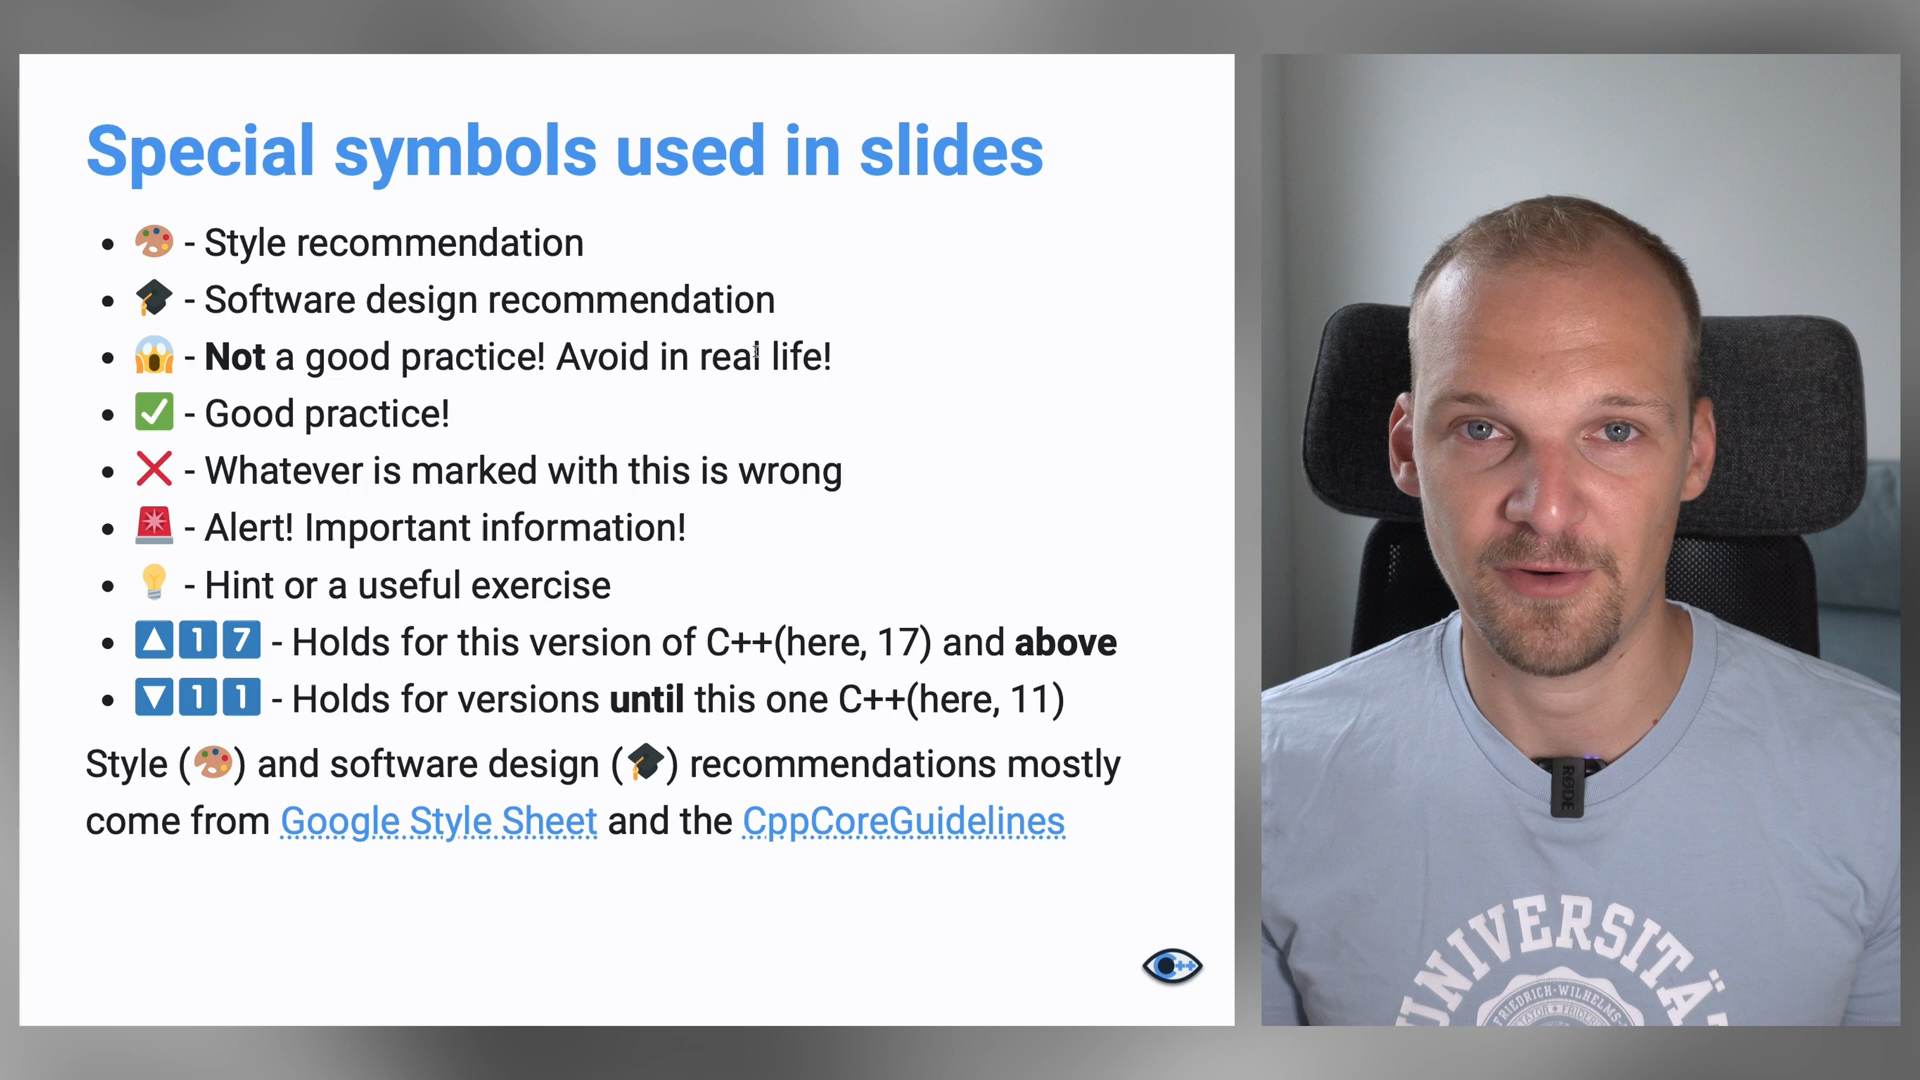 Special symbols used in slides
• 🎨 - Style recommendation
• 🎓 - Software design recommendation
• 😱 - Not a good practice! Avoid in real life!
• ✅ - Good practice!
• ❌ - Whatever is marked with this is wrong
• 🚨 - Alert! Important information!
• 💡 - Hint or a useful exercise
• 🔼1️⃣7️⃣ - Holds for this version of C++(here, 17) and above
• 🔽1️⃣1️⃣ - Holds for versions until this one C++(here, 11)
Style (🎨) and software design (🎓) recommendations mostly
come from Google Style Sheet and the CppCoreGuidelines
C++
RØDE
UNIVERSITÄ
FRIEDRICH-WILHELMS-